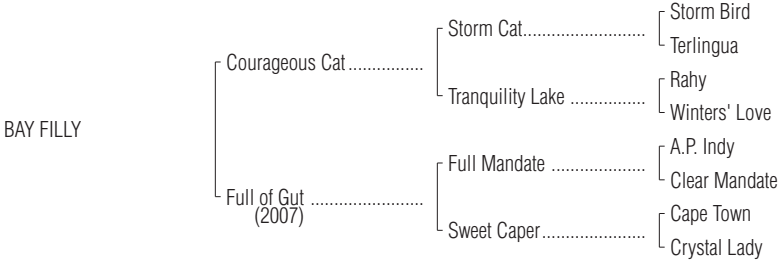 Storm Bird
Storm Cat..........................
Terlingua
Courageous Cat................
Rahy
Tranquility Lake ................
Winters' Love
BAY FILLY
A.P. Indy
Full Mandate ....................
Clear Mandate
Full of Gut ........................
(2007)
Cape Town
Sweet Caper......................
Crystal Lady